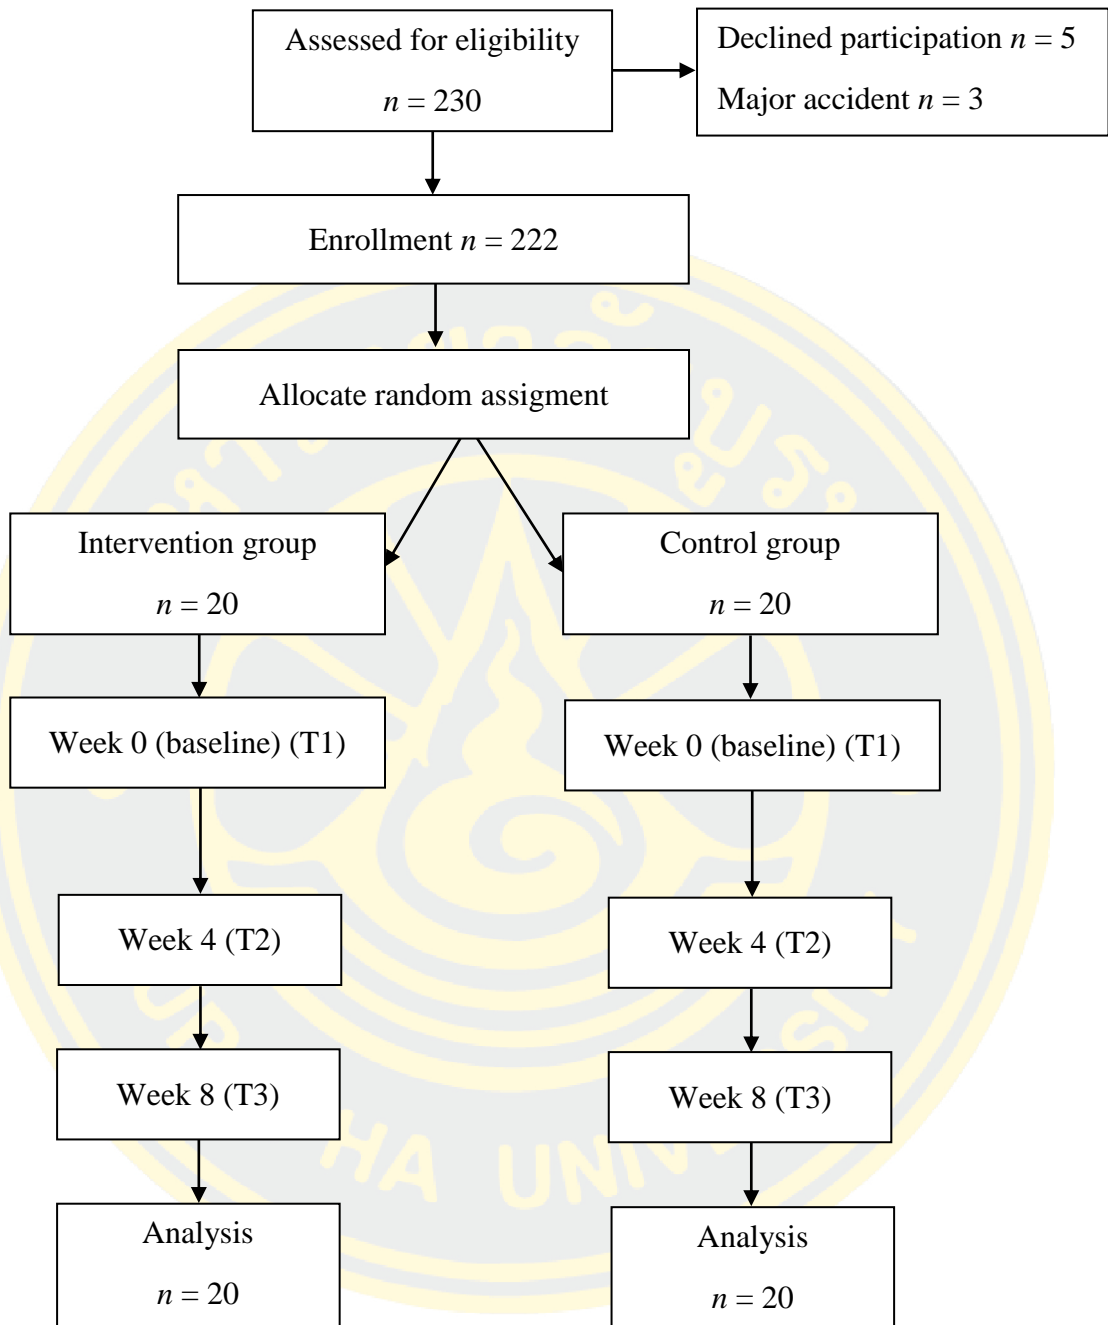 Assessed for eligibility
n = 230
Declined participation n = 5
Major accident n = 3
Enrollment n = 222
Allocate random assigment
Intervention group
n = 20
Control group
n = 20
Week 0 (baseline) (T1)
Week 0 (baseline) (T1)
Week 4 (T2)
Week 4 (T2)
Week 8 (T3)
Week 8 (T3)
Analysis
n = 20
Analysis
n = 20
HA UNIVERSITY